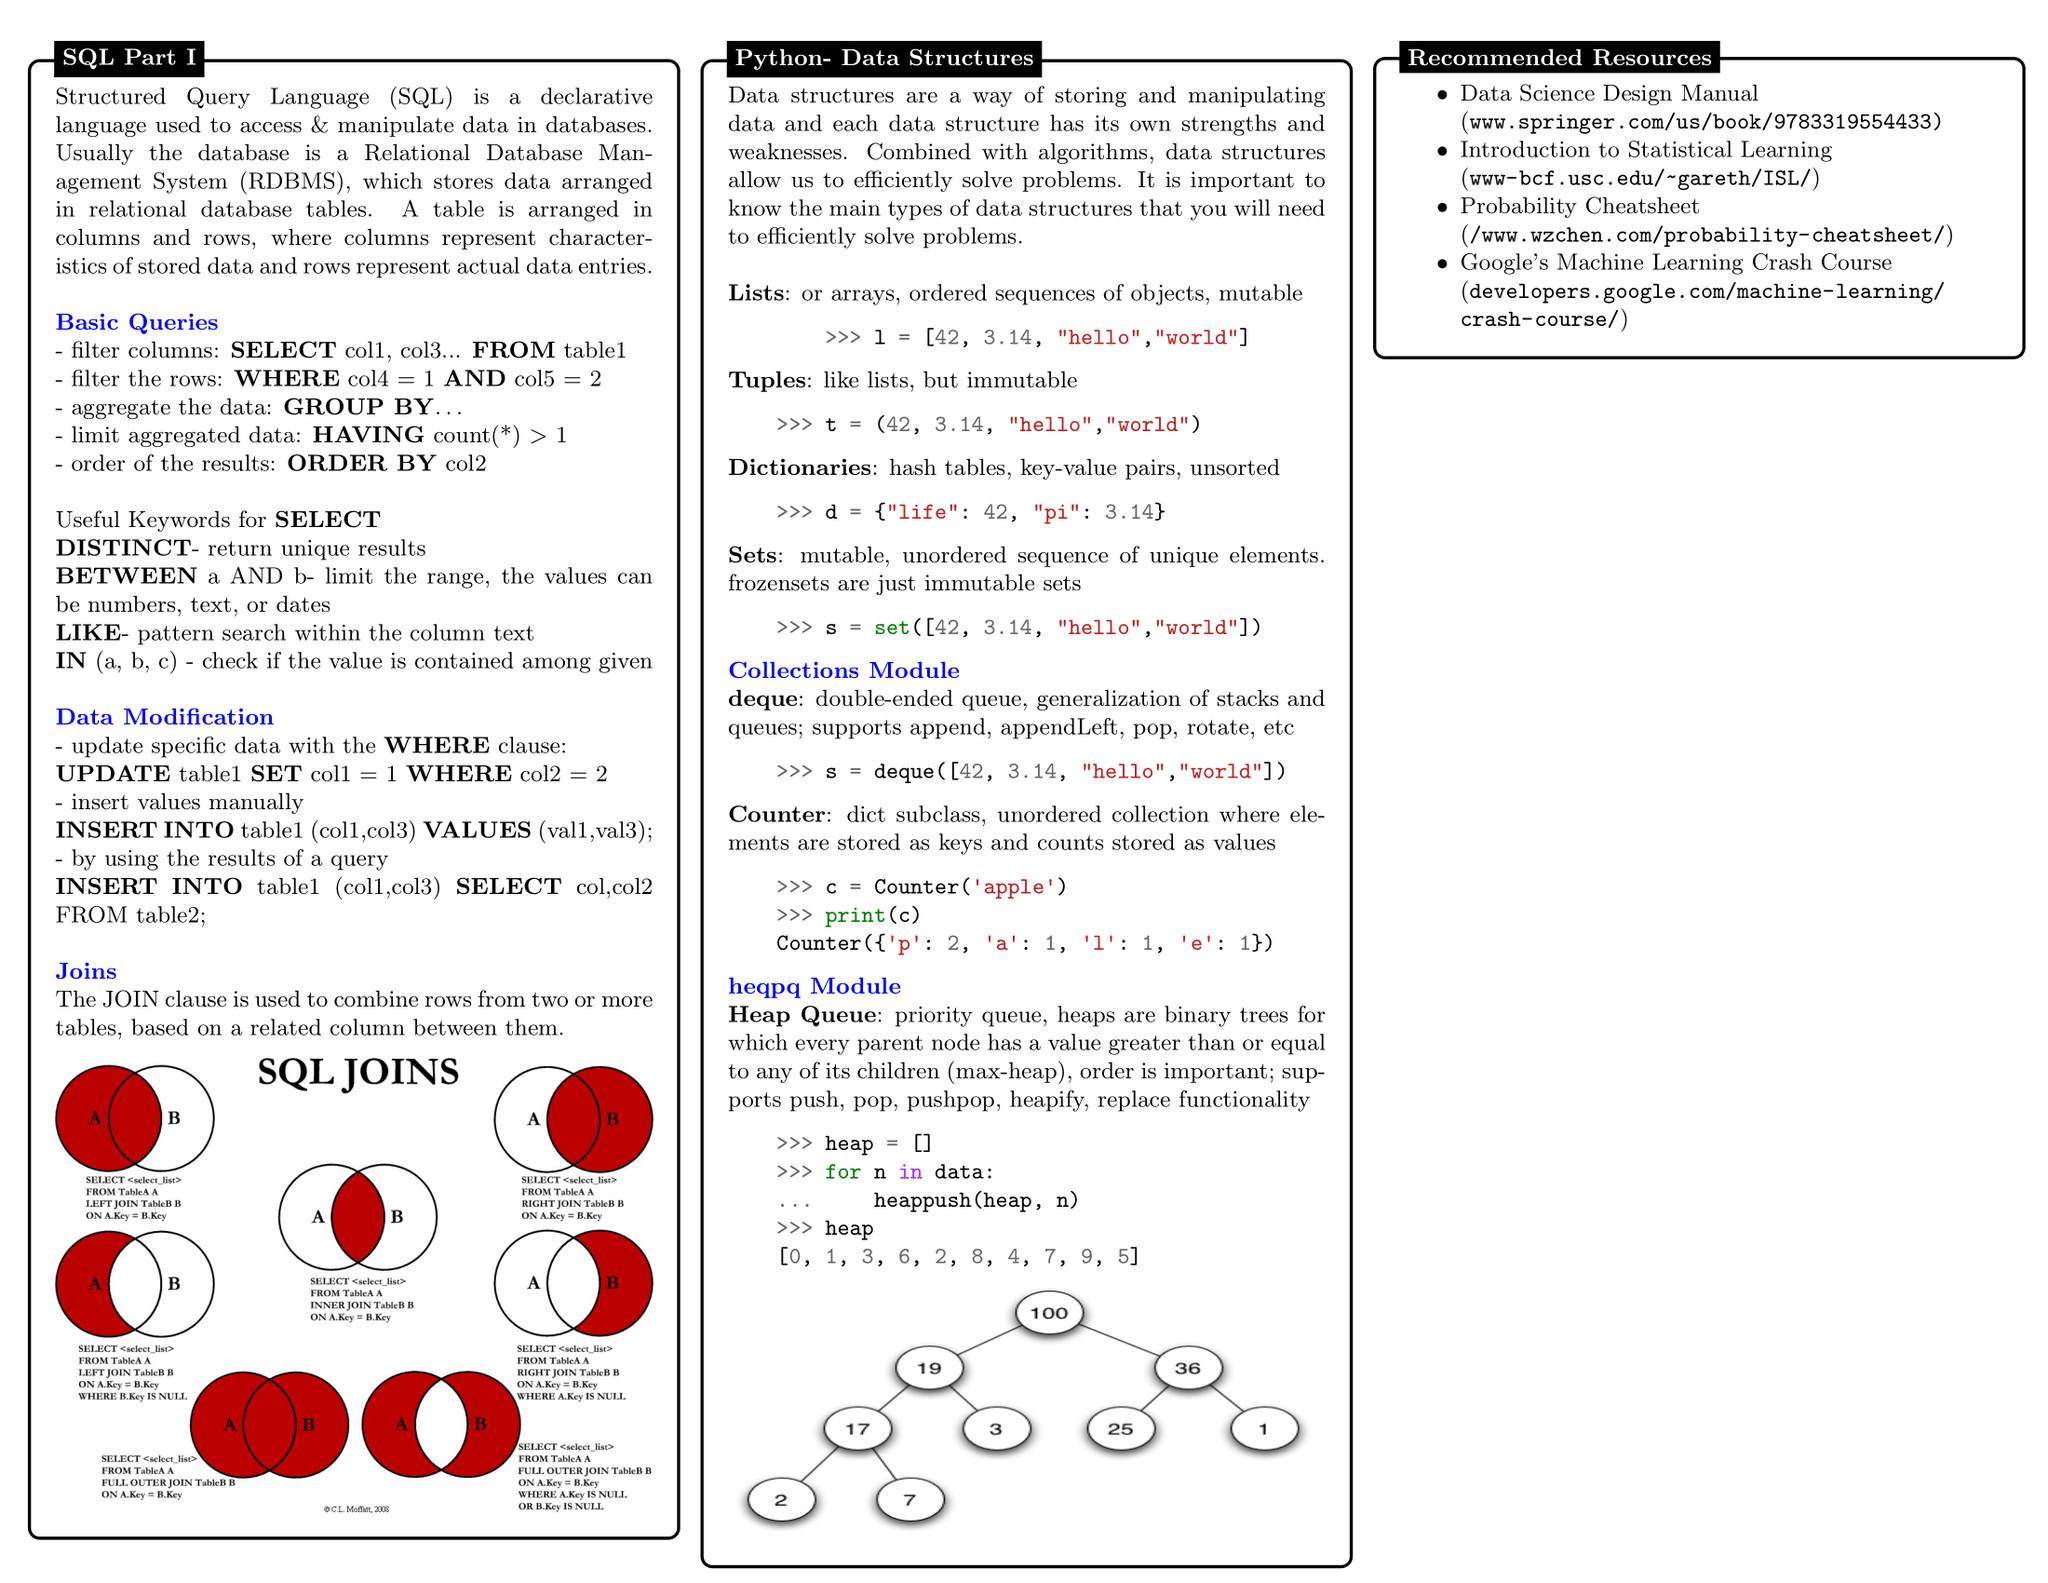 SQL Part I
Structured Query Language (SQL) is a declarative
language used to access & manipulate data in databases.
Usually the database is a Relational Database Man-
agement System (RDBMS), which stores data arranged
in relational database tables. A table is arranged in
columns and rows, where columns represent character-
istics of stored data and rows represent actual data entries.
Basic Queries
- filter columns: SELECT col1, col3... FROM table1
- filter the rows: WHERE col4 = 1 AND col5 = 2
- aggregate the data: GROUP BY...
- limit aggregated data: HAVING count(*) > 1
- order of the results: ORDER BY col2
Useful Keywords for SELECT
DISTINCT- return unique results
BETWEEN a AND b- limit the range, the values can
be numbers, text, or dates
LIKE- pattern search within the column text
IN (a, b, c) - check if the value is contained among given
Data Modification
- update specific data with the WHERE clause:
UPDATE table1 SET col1 = 1 WHERE col2 = 2
- insert values manually
INSERT INTO table1 (col1,col3) VALUES (val1,val3);
- by using the results of a query
INSERT INTO table1 (col1,col3) SELECT col,col2
FROM table2;
Joins
The JOIN clause is used to combine rows from two or more
tables, based on a related column between them.
SQL JOINS
A B
SELECT <select_list>
FROM TableA A
LEFT JOIN TableB B
ON A.Key = B.Key
A B
SELECT <select_list>
FROM TableA A
RIGHT JOIN TableB B
ON A.Key = B.Key
A B
SELECT <select_list>
FROM TableA A
INNER JOIN TableB B
ON A.Key = B.Key
A B
SELECT <select_list>
FROM TableA A
LEFT JOIN TableB B
ON A.Key = B.Key
WHERE B.Key IS NULL
A B
SELECT <select_list>
FROM TableA A
RIGHT JOIN TableB B
ON A.Key = B.Key
WHERE A.Key IS NULL
A B
SELECT <select_list>
FROM TableA A
FULL OUTER JOIN TableB B
ON A.Key = B.Key
A B
SELECT <select_list>
FROM TableA A
FULL OUTER JOIN TableB B
ON A.Key = B.Key
WHERE A.Key IS NULL
OR B.Key IS NULL
© C.L. Moffatt, 2008
Python- Data Structures
Data structures are a way of storing and manipulating
data and each data structure has its own strengths and
weaknesses. Combined with algorithms, data structures
allow us to efficiently solve problems. It is important to
know the main types of data structures that you will need
to efficiently solve problems.
Lists: or arrays, ordered sequences of objects, mutable
>>> l = [42, 3.14, "hello","world"]
Tuples: like lists, but immutable
>>> t = (42, 3.14, "hello","world")
Dictionaries: hash tables, key-value pairs, unsorted
>>> d = {"life": 42, "pi": 3.14}
Sets: mutable, unordered sequence of unique elements.
frozensets are just immutable sets
>>> s = set([42, 3.14, "hello","world"])
Collections Module
deque: double-ended queue, generalization of stacks and
queues; supports append, appendLeft, pop, rotate, etc
>>> s = deque([42, 3.14, "hello","world"])
Counter: dict subclass, unordered collection where ele-
ments are stored as keys and counts stored as values
>>> c = Counter('apple')
>>> print(c)
Counter({'p': 2, 'a': 1, 'l': 1, 'e': 1})
heqpq Module
Heap Queue: priority queue, heaps are binary trees for
which every parent node has a value greater than or equal
to any of its children (max-heap), order is important; sup-
ports push, pop, pushpop, heapify, replace functionality
>>> heap = []
>>> for n in data:
... heappush(heap, n)
>>> heap
[0, 1, 3, 6, 2, 8, 4, 7, 9, 5]
100
19 36
17 3 25 1
2 7
Recommended Resources
• Data Science Design Manual
(www.springer.com/us/book/9783319554433)
• Introduction to Statistical Learning
(www-bcf.usc.edu/~gareth/ISL/)
• Probability Cheatsheet
(/www.wzchen.com/probability-cheatsheet/)
• Google's Machine Learning Crash Course
(developers.google.com/machine-learning/
crash-course/)